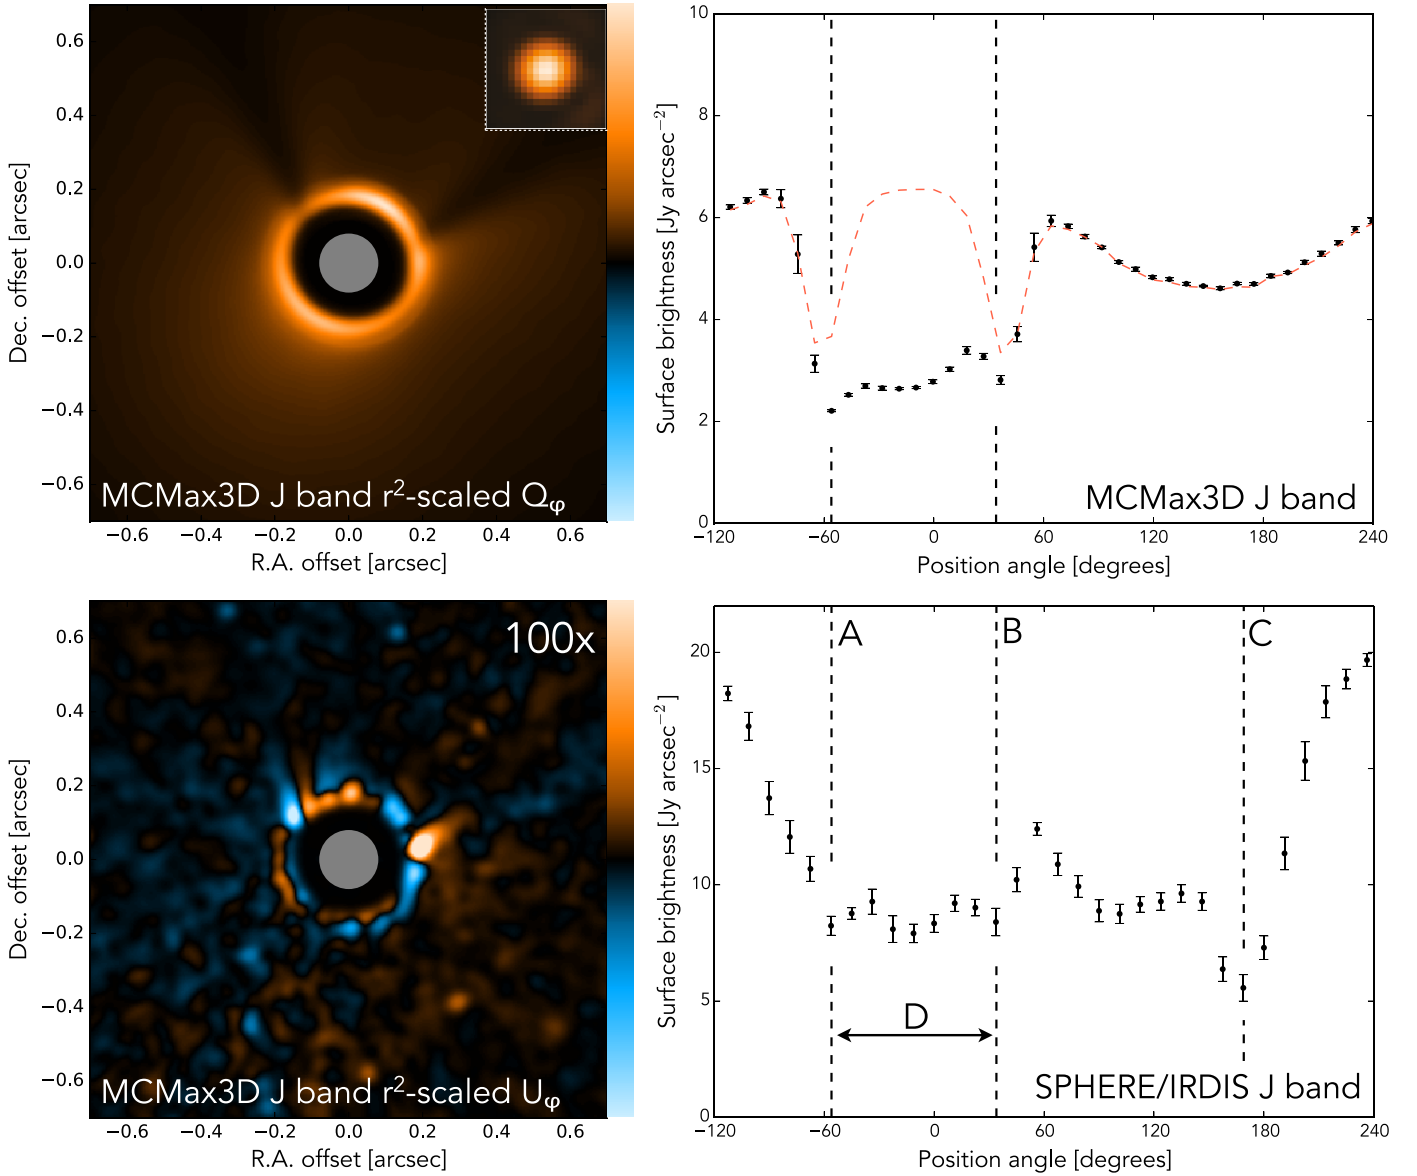 0.6
0.4
0.2
0.0
−0.2
−0.4
−0.6
Dec. offset [arcsec]
MCMax3D J band r²-scaled Qφ
−0.6 −0.4 −0.2 0.0 0.2 0.4 0.6
R.A. offset [arcsec]
10
8
6
4
2
0
Surface brightness [Jy arcsec⁻²]
MCMax3D J band
−120 −60 0 60 120 180 240
Position angle [degrees]
100x
0.6
0.4
0.2
0.0
−0.2
−0.4
−0.6
Dec. offset [arcsec]
MCMax3D J band r²-scaled Uφ
−0.6 −0.4 −0.2 0.0 0.2 0.4 0.6
R.A. offset [arcsec]
A B C
20
15
10
5
0
Surface brightness [Jy arcsec⁻²]
D
SPHERE/IRDIS J band
−120 −60 0 60 120 180 240
Position angle [degrees]